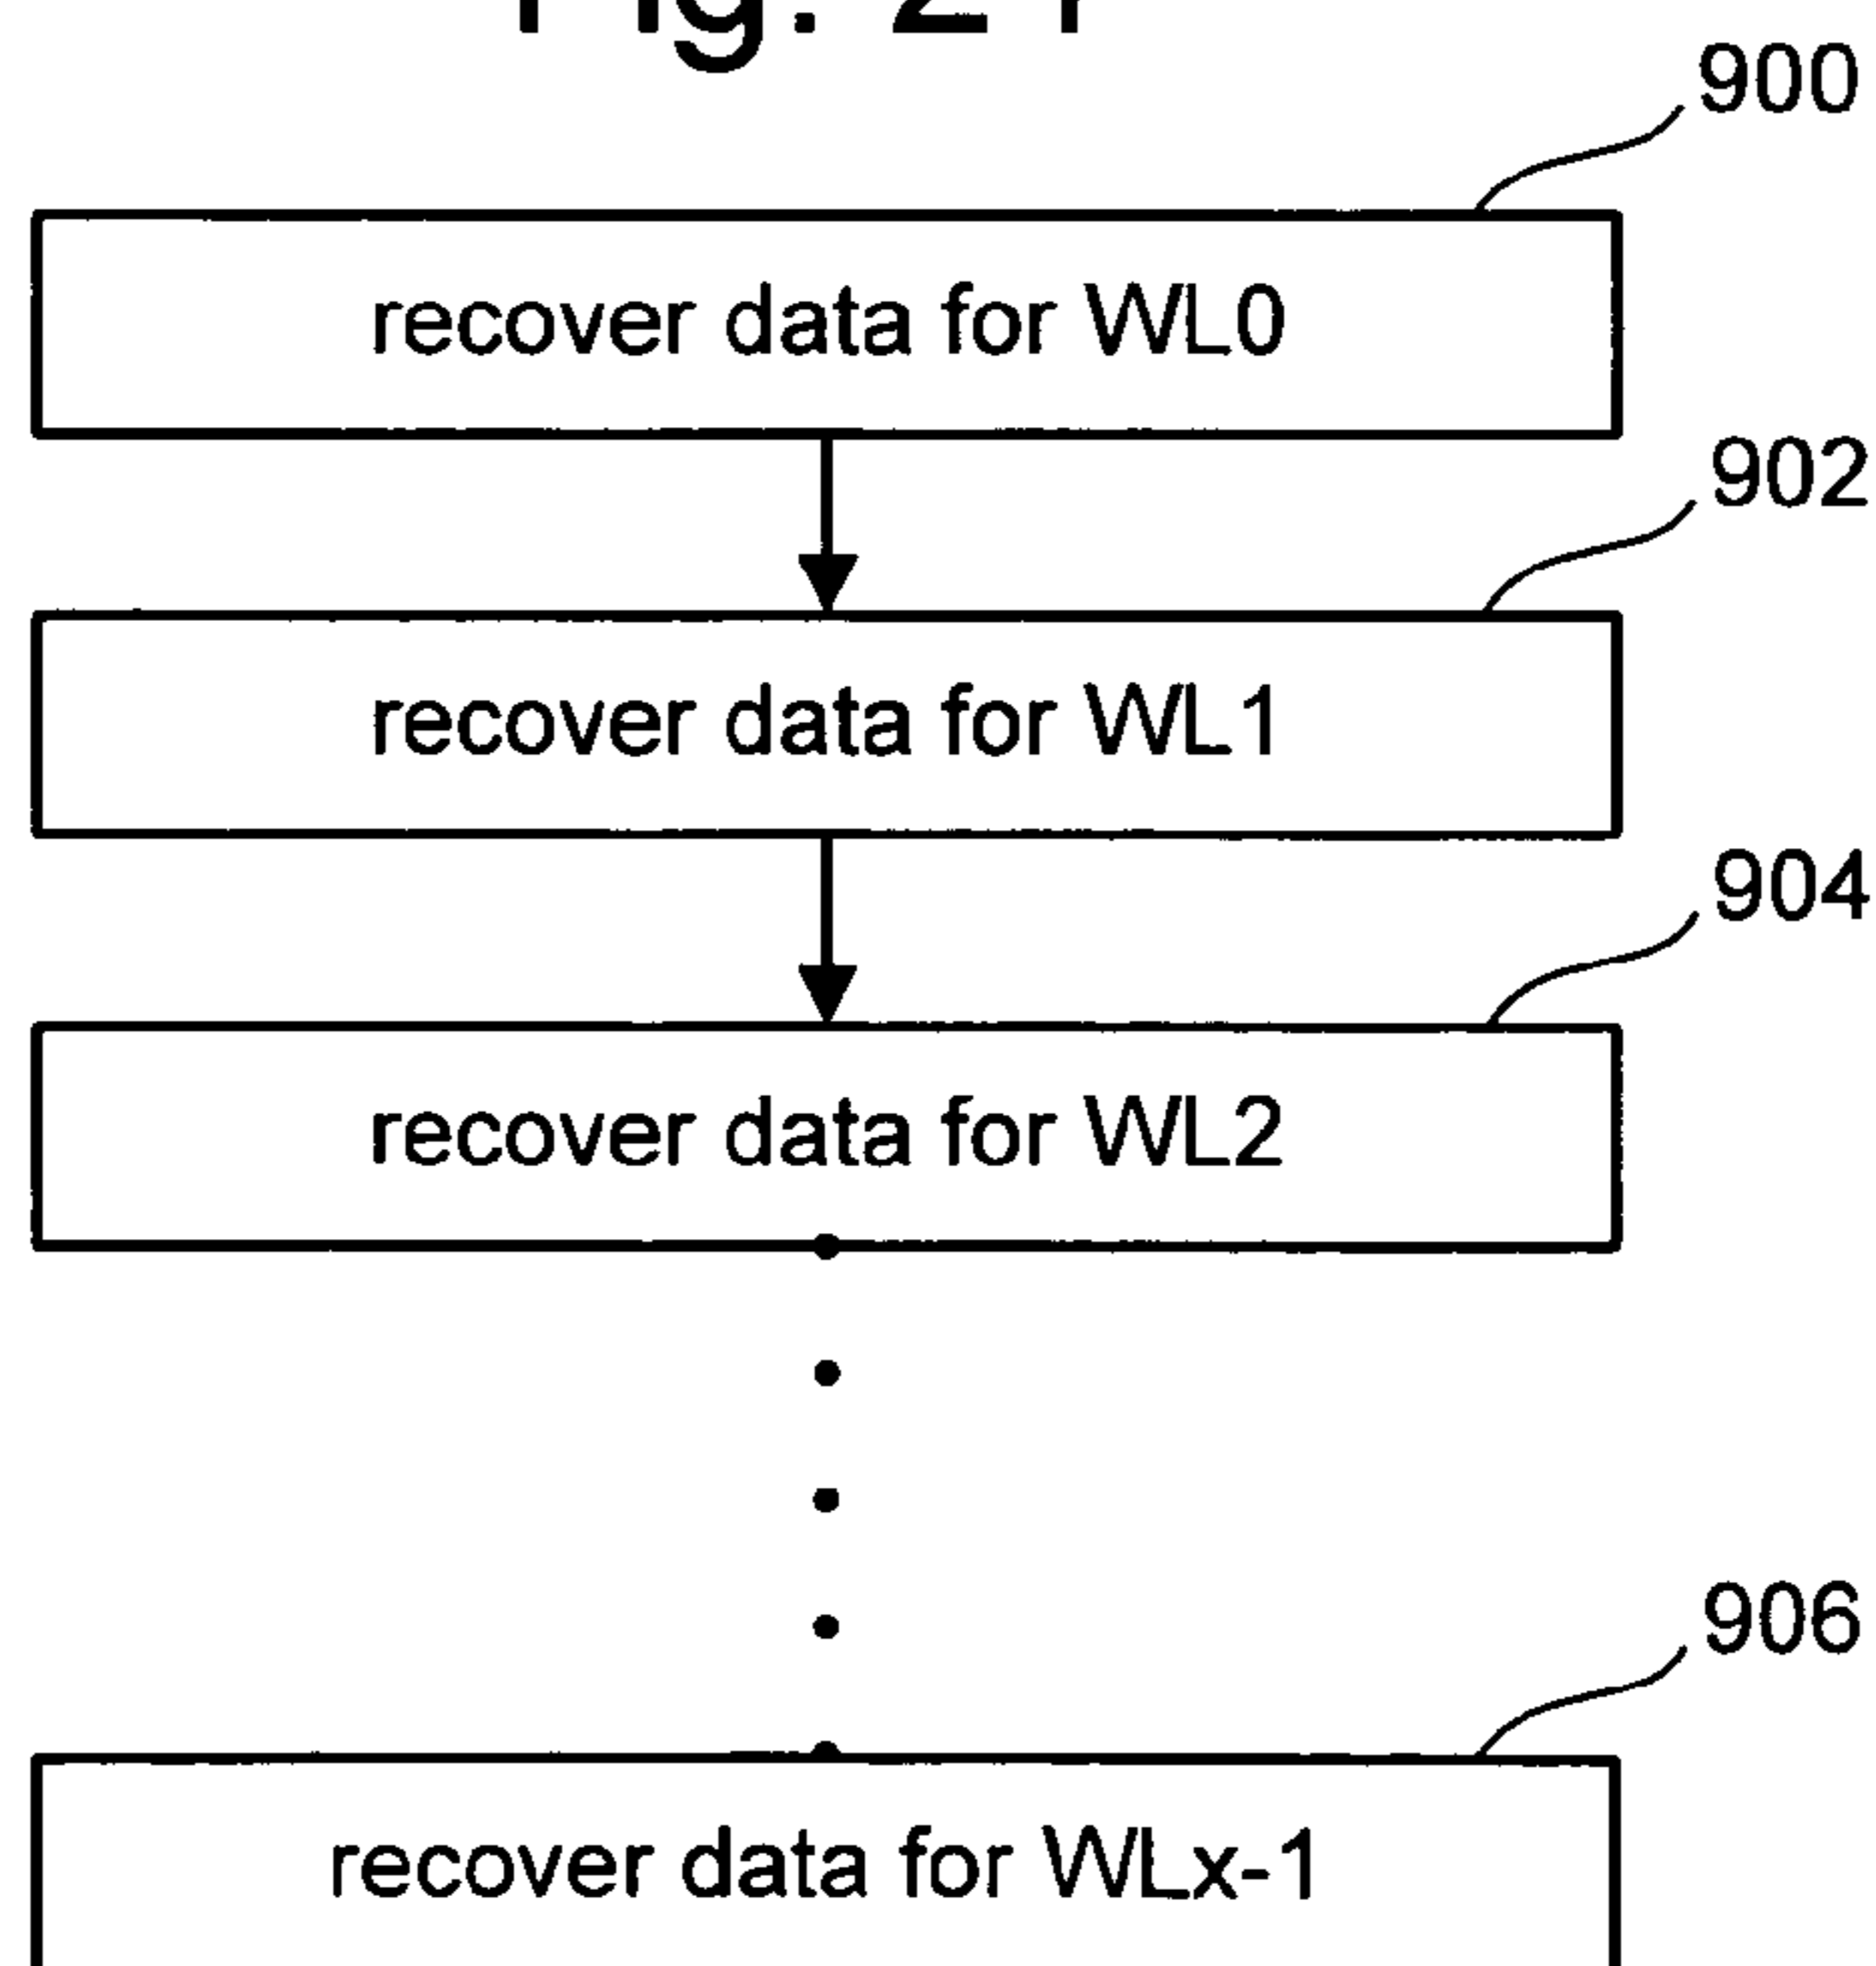 900
recover data for WL0
902
recover data for WL1
904
recover data for WL2
906
recover data for WLx-1